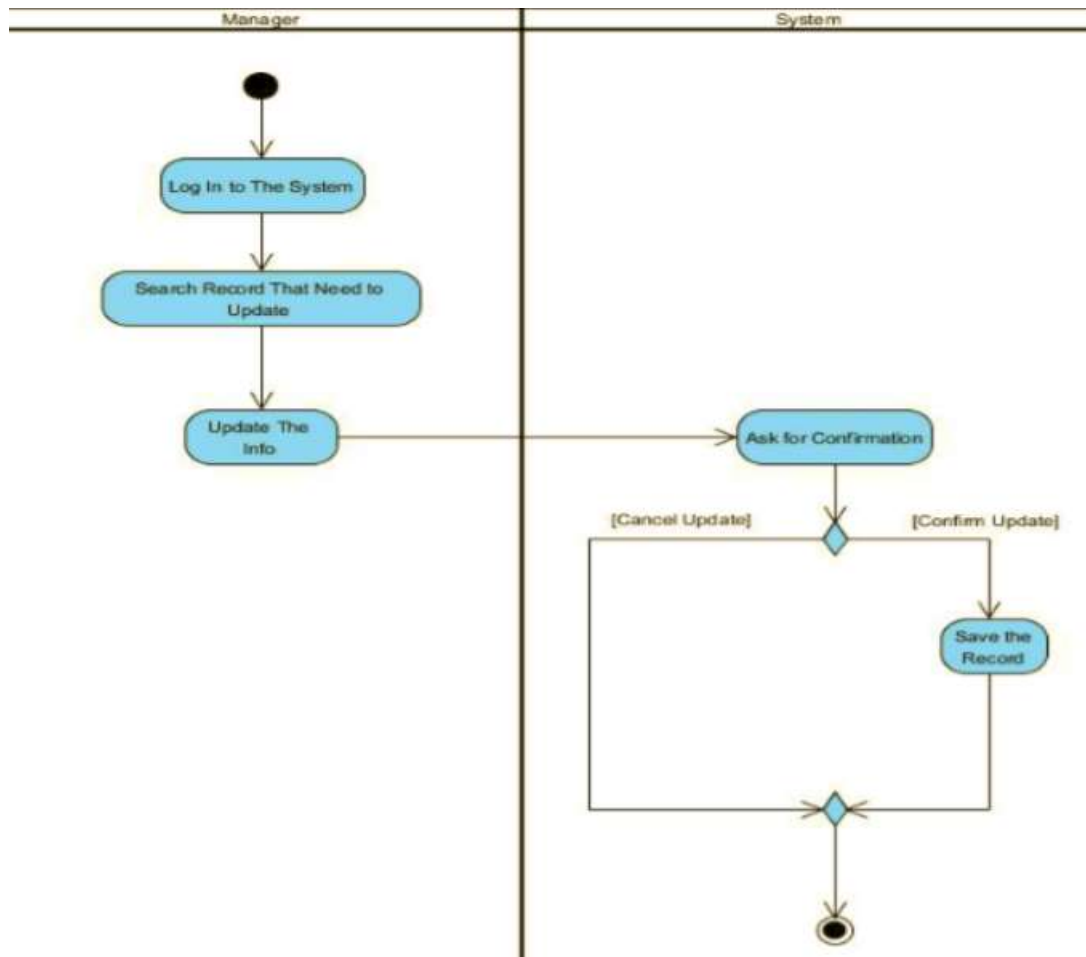 Manager
System
Log In to The System
Search Record That Need to
Update
Update The
Info
Ask for Confirmation
[Cancel Update]
[Confirm Update]
Save the
Record